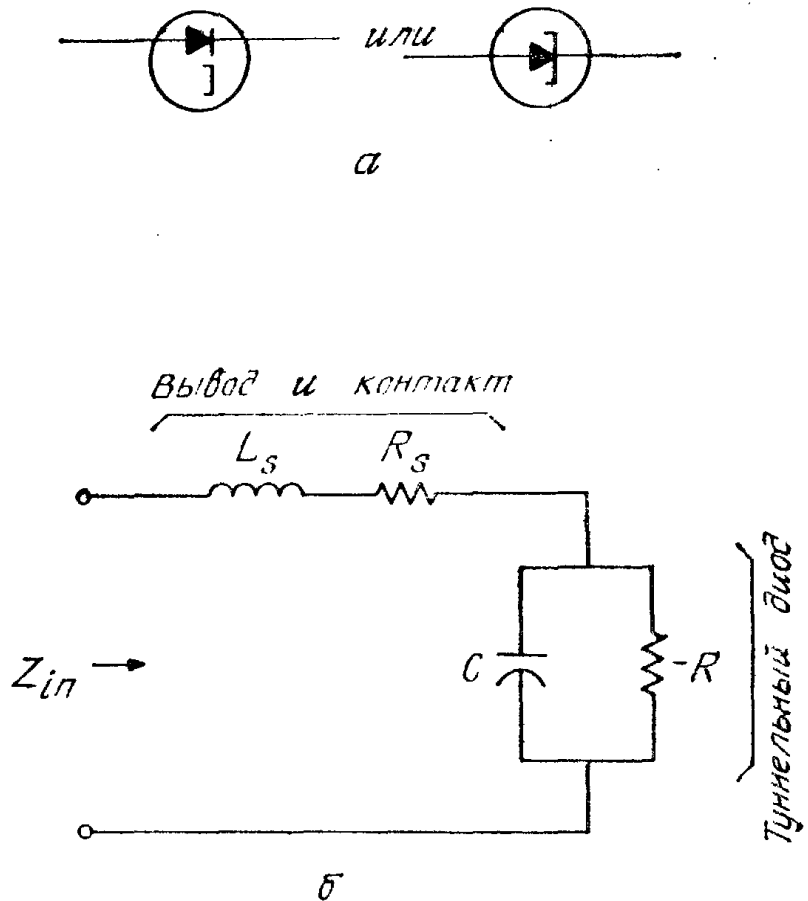 или
а
Вывод и контакт
L_s R_s
Z_in
C
-R
Туннельный диод
б